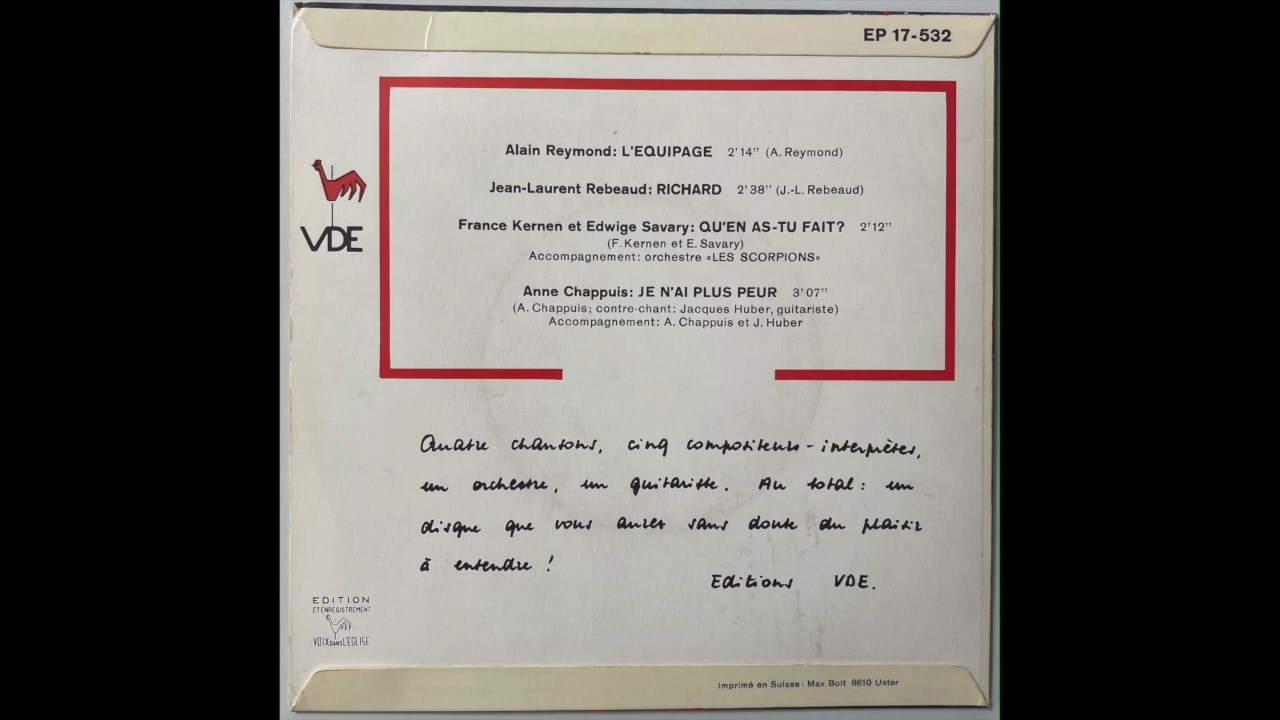 EP 17-532
Alain Reymond: L'EQUIPAGE 2'14'' (A. Reymond)
Jean-Laurent Rebeaud: RICHARD 2'38'' (J.-L. Rebeaud)
France Kernen et Edwige Savary: QU'EN AS-TU FAIT? 2'12''
(F. Kernen et E. Savary)
Accompagnement: orchestre «LES SCORPIONS»
Anne Chappuis: JE N'AI PLUS PEUR 3'07''
(A. Chappuis; contre-chant: Jacques Huber, guitariste)
Accompagnement: A. Chappuis et J. Huber
VDE
Quatre chansons, cinq compositeurs-interprètes,
un orchestre, un guitariste. Au total: un
disque que vous aurez sans doute du plaisir
à entendre !
Editions VDE.
EDITION
ET ENREGISTREMENT
VOIX DANS L'EGLISE
Imprimé en Suisse: Max Bolt 8610 Uster